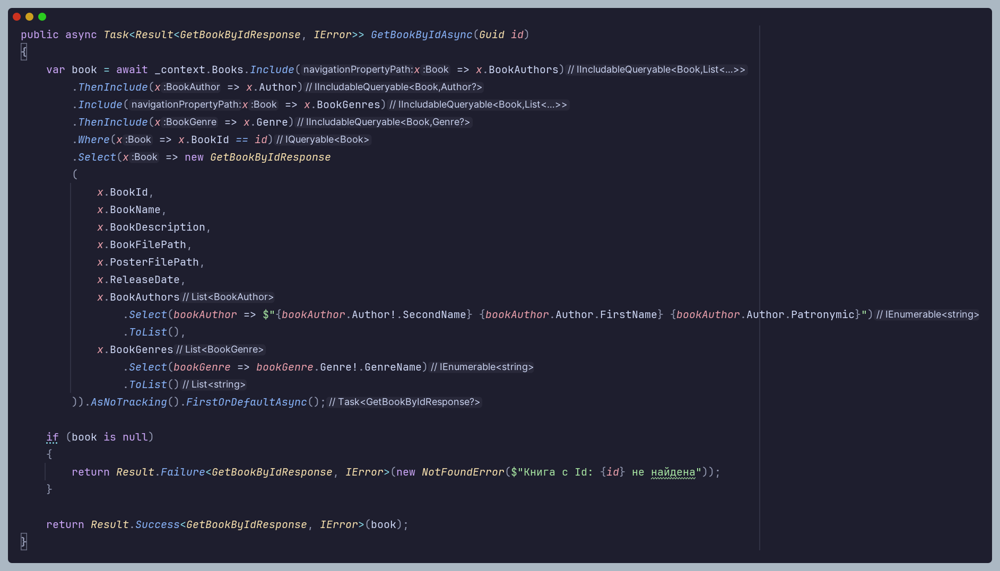 public async Task<Result<GetBookByIdResponse, IError>> GetBookByIdAsync(Guid id)
{
var book = await _context.Books.Include(navigationPropertyPath:x :Book => x.BookAuthors) // IIncludableQueryable<Book,List<...>>
.ThenInclude(x :BookAuthor => x.Author) // IIncludableQueryable<Book,Author?>
.Include(navigationPropertyPath:x :Book => x.BookGenres) // IIncludableQueryable<Book,List<...>>
.ThenInclude(x :BookGenre => x.Genre) // IIncludableQueryable<Book,Genre?>
.Where(x :Book => x.BookId == id) // IQueryable<Book>
.Select(x :Book => new GetBookByIdResponse
(
x.BookId,
x.BookName,
x.BookDescription,
x.BookFilePath,
x.PosterFilePath,
x.ReleaseDate,
x.BookAuthors // List<BookAuthor>
.Select(bookAuthor => $"{bookAuthor.Author!.SecondName} {bookAuthor.Author.FirstName} {bookAuthor.Author.Patronymic}") // IEnumerable<string>
.ToList(),
x.BookGenres // List<BookGenre>
.Select(bookGenre => bookGenre.Genre!.GenreName) // IEnumerable<string>
.ToList() // List<string>
)).AsNoTracking().FirstOrDefaultAsync(); // Task<GetBookByIdResponse?>
if (book is null)
{
return Result.Failure<GetBookByIdResponse, IError>(new NotFoundError($"Книга с Id: {id} не найдена"));
}
return Result.Success<GetBookByIdResponse, IError>(book);
}